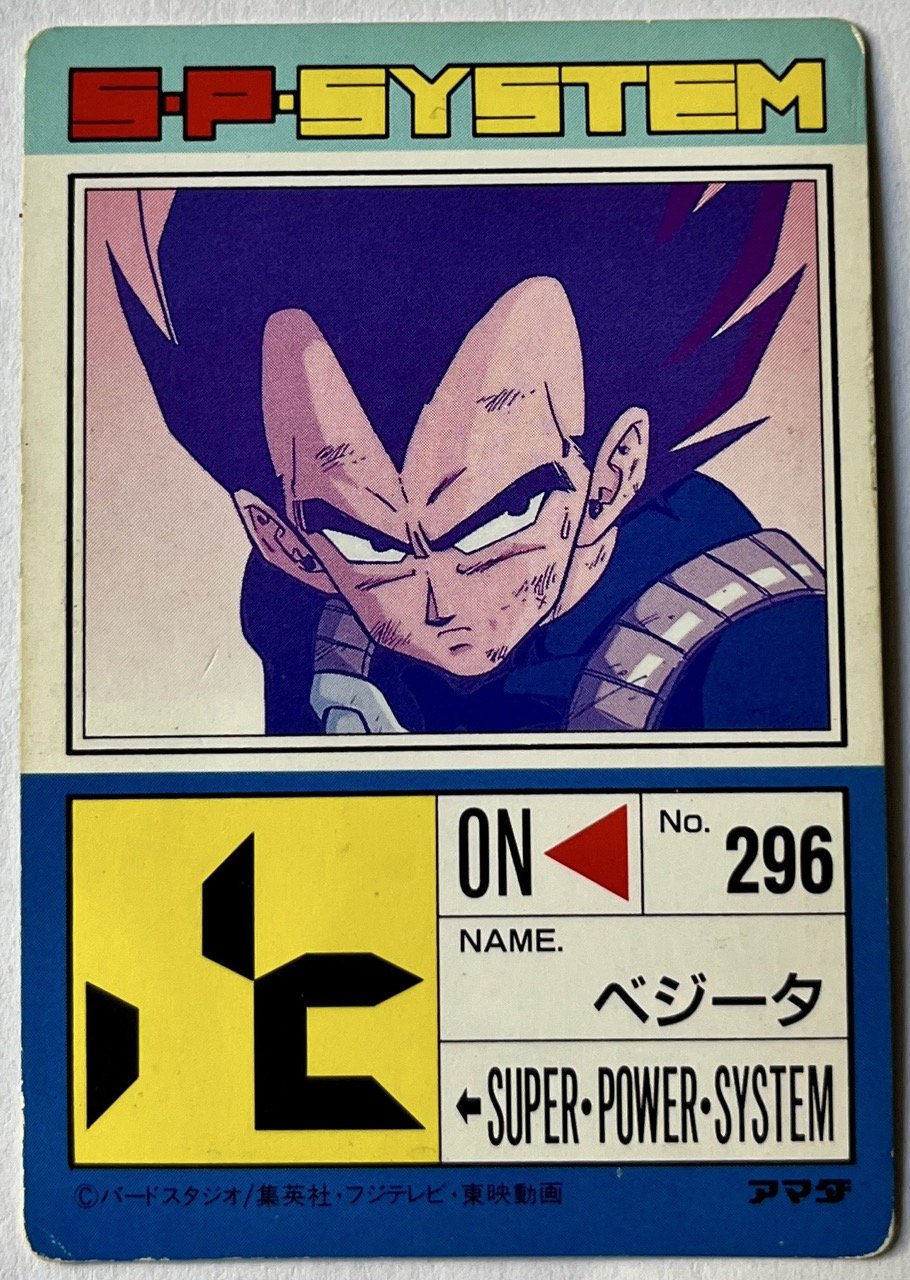 S·P·SYSTEM
ON
No. 296
NAME.
ベジータ
←SUPER·POWER·SYSTEM
©バードスタジオ/集英社・フジテレビ・東映動画
アマダ